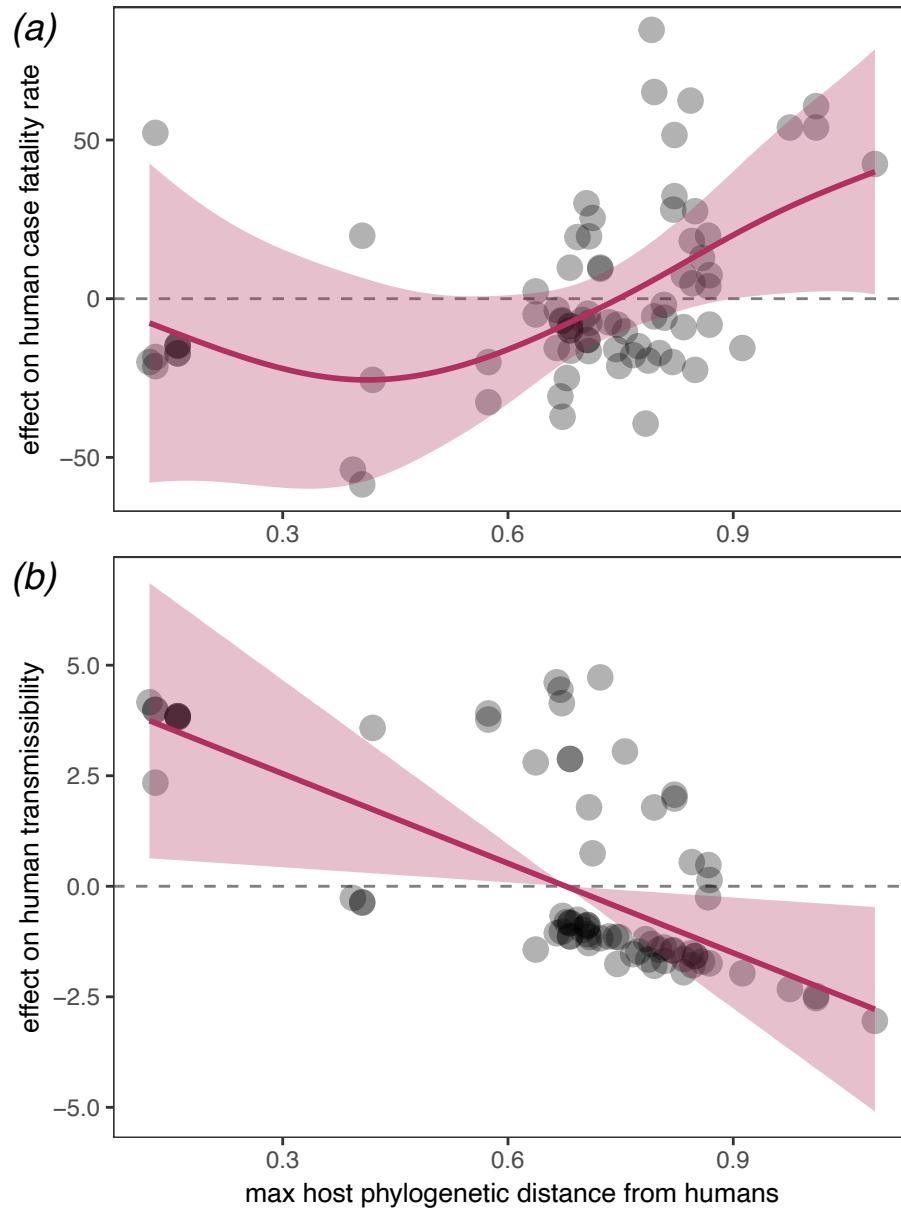 (a)
effect on human case fatality rate
50
0
−50
0.3
0.6
0.9
(b)
effect on human transmissibility
5.0
2.5
0.0
−2.5
−5.0
0.3
0.6
0.9
max host phylogenetic distance from humans